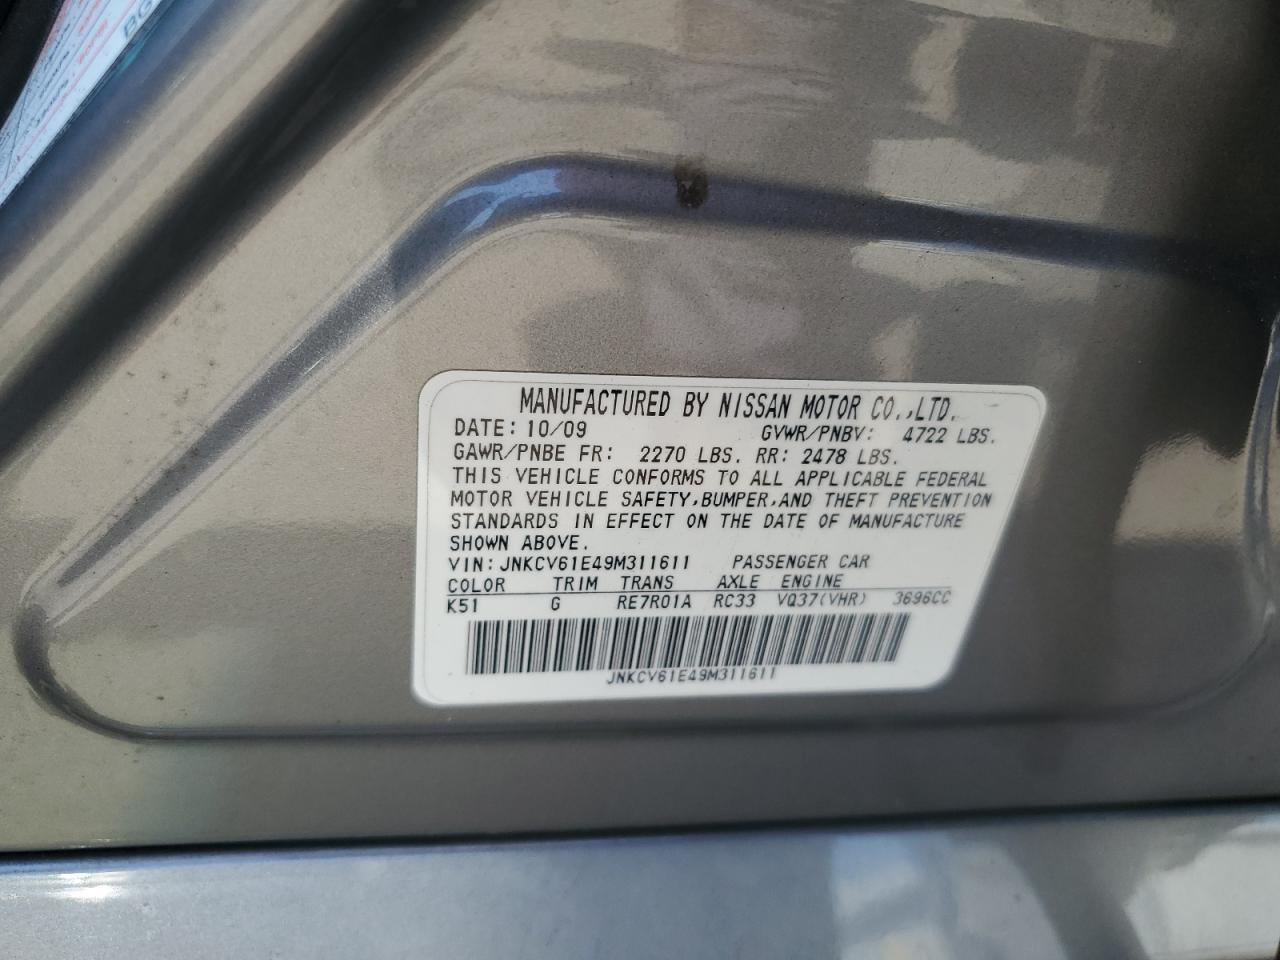 BG
MANUFACTURED BY NISSAN MOTOR CO.,LTD.
DATE: 10/09 GVWR/PNBV: 4722 LBS.
GAWR/PNBE FR: 2270 LBS. RR: 2478 LBS.
THIS VEHICLE CONFORMS TO ALL APPLICABLE FEDERAL
MOTOR VEHICLE SAFETY,BUMPER,AND THEFT PREVENTION
STANDARDS IN EFFECT ON THE DATE OF MANUFACTURE
SHOWN ABOVE.
VIN: JNKCV61E49M311611 PASSENGER CAR
COLOR TRIM TRANS AXLE ENGINE
K51 G RE7R01A RC33 VQ37(VHR) 3696CC
JNKCV61E49M311611